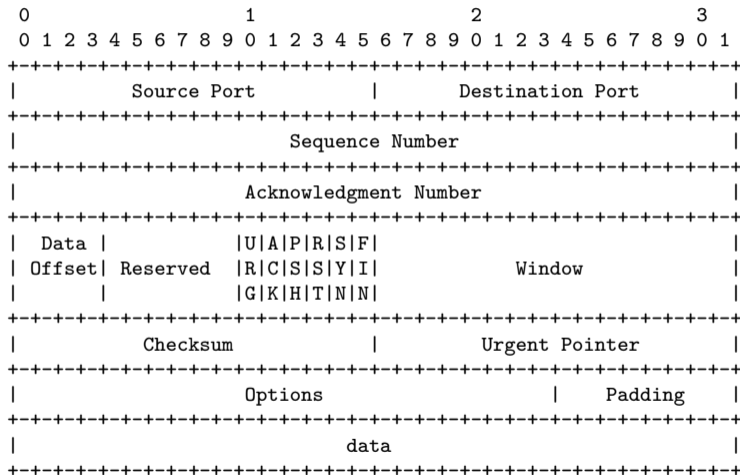 0                   1                   2                   3
 0 1 2 3 4 5 6 7 8 9 0 1 2 3 4 5 6 7 8 9 0 1 2 3 4 5 6 7 8 9 0 1
+-+-+-+-+-+-+-+-+-+-+-+-+-+-+-+-+-+-+-+-+-+-+-+-+-+-+-+-+-+-+-+-+
|          Source Port          |       Destination Port        |
+-+-+-+-+-+-+-+-+-+-+-+-+-+-+-+-+-+-+-+-+-+-+-+-+-+-+-+-+-+-+-+-+
|                        Sequence Number                        |
+-+-+-+-+-+-+-+-+-+-+-+-+-+-+-+-+-+-+-+-+-+-+-+-+-+-+-+-+-+-+-+-+
|                    Acknowledgment Number                      |
+-+-+-+-+-+-+-+-+-+-+-+-+-+-+-+-+-+-+-+-+-+-+-+-+-+-+-+-+-+-+-+-+
|  Data |           |U|A|P|R|S|F|                               |
| Offset| Reserved  |R|C|S|S|Y|I|            Window             |
|       |           |G|K|H|T|N|N|                               |
+-+-+-+-+-+-+-+-+-+-+-+-+-+-+-+-+-+-+-+-+-+-+-+-+-+-+-+-+-+-+-+-+
|           Checksum            |         Urgent Pointer        |
+-+-+-+-+-+-+-+-+-+-+-+-+-+-+-+-+-+-+-+-+-+-+-+-+-+-+-+-+-+-+-+-+
|                    Options                    |    Padding    |
+-+-+-+-+-+-+-+-+-+-+-+-+-+-+-+-+-+-+-+-+-+-+-+-+-+-+-+-+-+-+-+-+
|                             data                              |
+-+-+-+-+-+-+-+-+-+-+-+-+-+-+-+-+-+-+-+-+-+-+-+-+-+-+-+-+-+-+-+-+